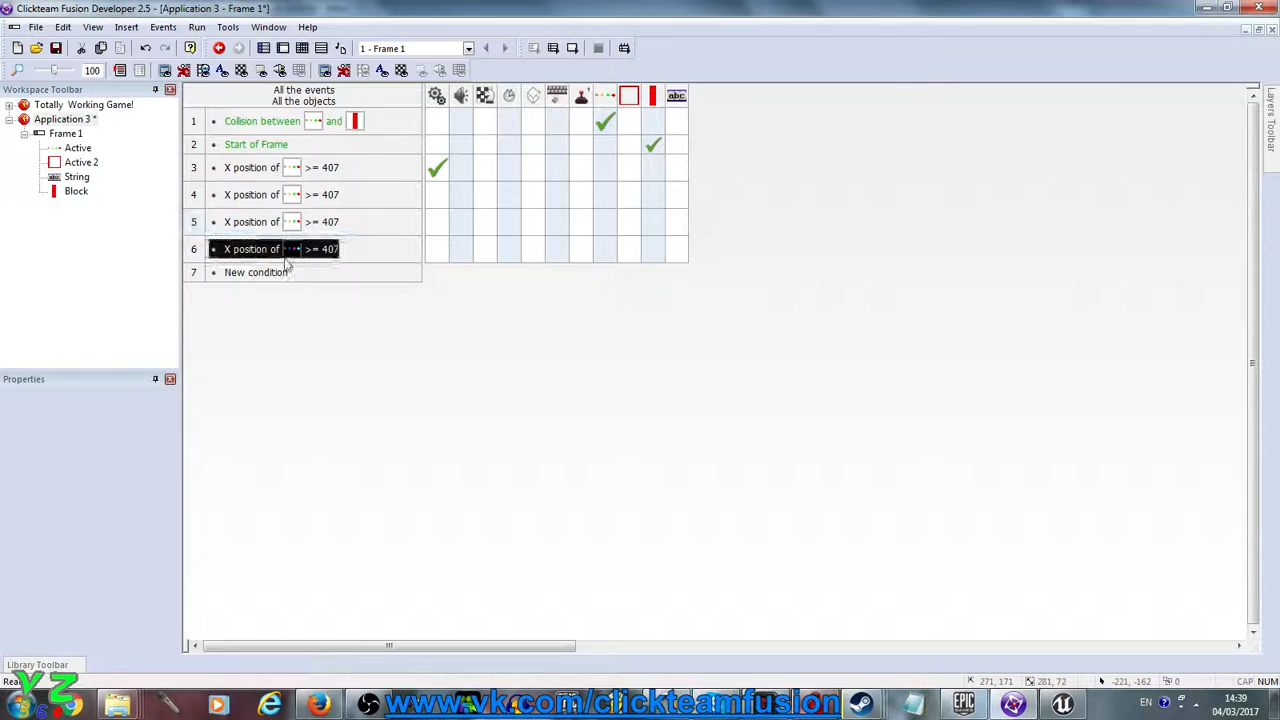 Clickteam Fusion Developer 2.5 - [Application 3 - Frame 1*]
File Edit View Insert Events Run Tools Window Help
1 - Frame 1
100
Workspace Toolbar
Totally Working Game!
Application 3 *
Frame 1
Active
Active 2
String
Block
Properties
All the events
All the objects
abc
1 Collision between and
2 Start of Frame
3 X position of >= 407
4 X position of >= 407
5 X position of >= 407
6 X position of >= 407
7 New condition
Layers Toolbar
Library Toolbar
YZ
271, 171 281, 72 -221, -162 0 CAP NUM
www.vk.com/clickteamfusion
EPIC GAMES
EN
14:39
04/03/2017